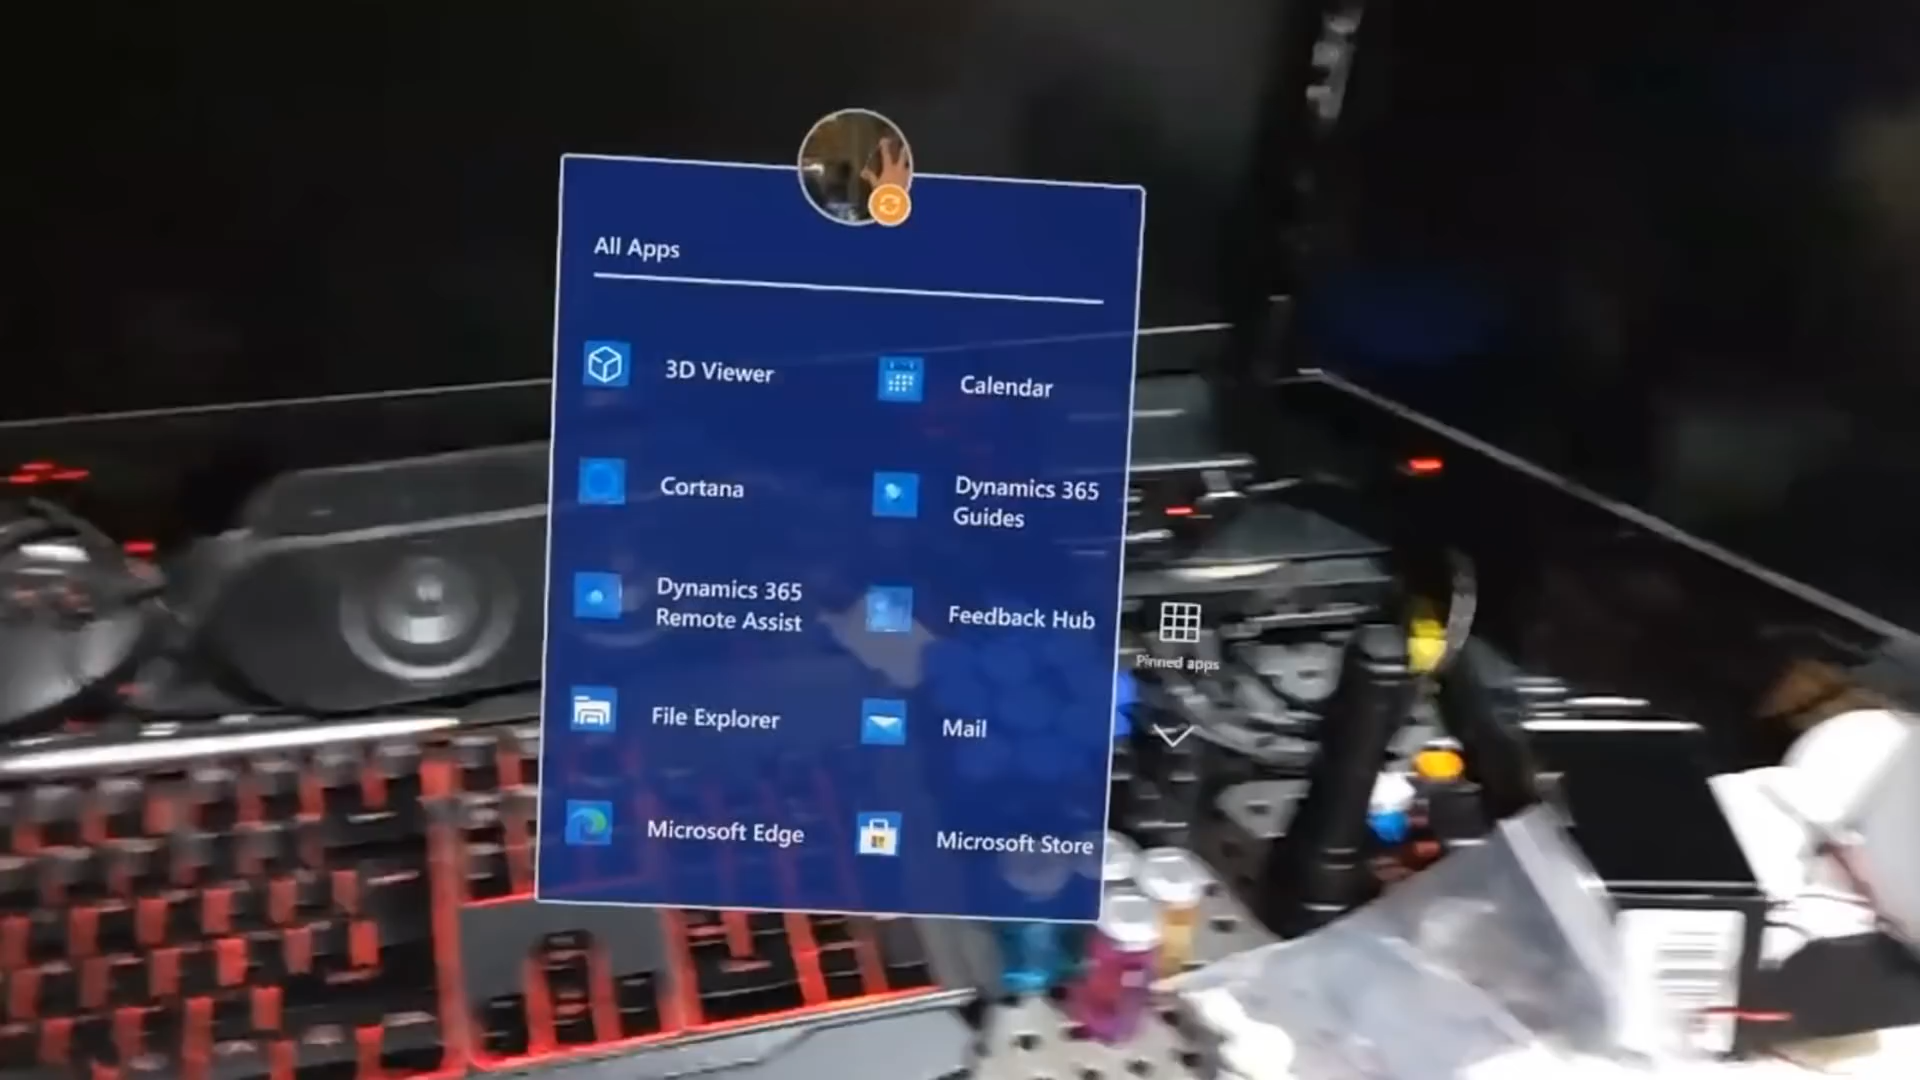 All Apps
3D Viewer
Calendar
Cortana
Dynamics 365
Guides
Dynamics 365
Remote Assist
Feedback Hub
File Explorer
Mail
Microsoft Edge
Microsoft Store
Pinned apps